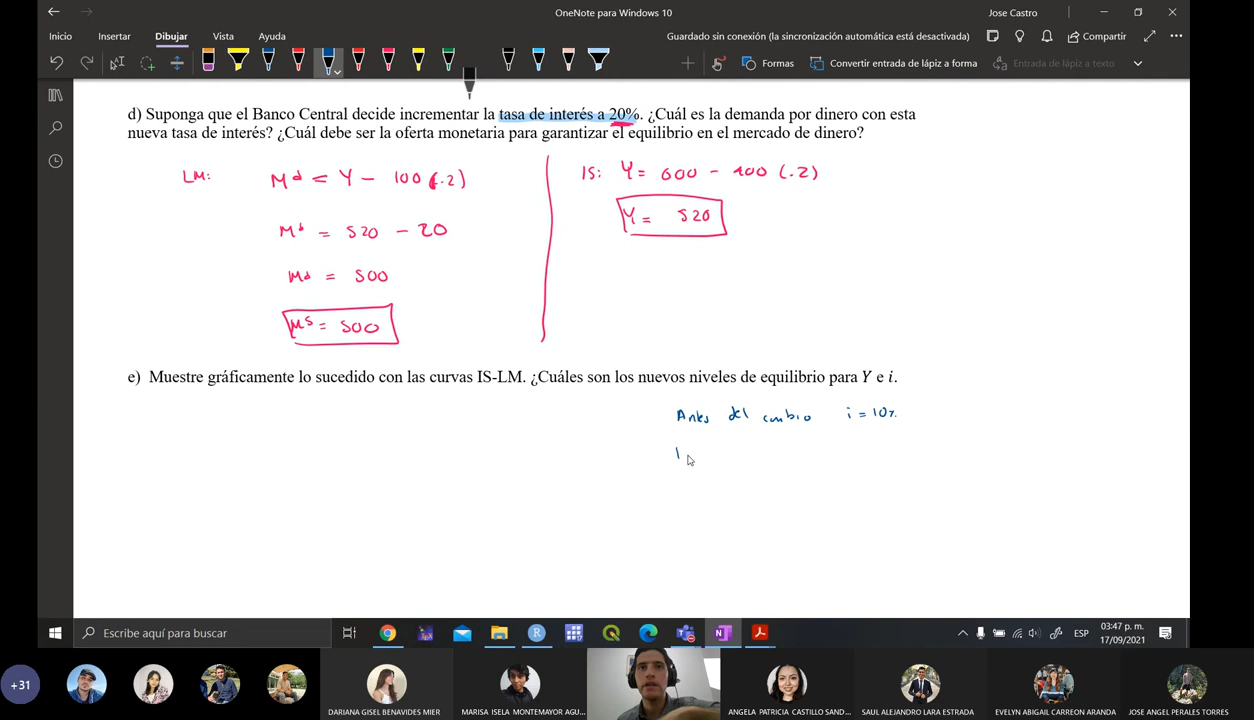 OneNote para Windows 10
Jose Castro
Inicio Insertar Dibujar Vista Ayuda
Guardado sin conexión (la sincronización automática está desactivada)
Compartir
Formas
Convertir entrada de lápiz a forma
Entrada de lápiz a texto
d) Suponga que el Banco Central decide incrementar la tasa de interés a 20%. ¿Cuál es la demanda por dinero con esta
nueva tasa de interés? ¿Cuál debe ser la oferta monetaria para garantizar el equilibrio en el mercado de dinero?
LM: Md = Y - 100 (.2)
Md = 520 - 20
Md = 500
Ms = 500
IS: Y = 600 - 400 (.2)
Y = 520
e) Muestre gráficamente lo sucedido con las curvas IS-LM. ¿Cuáles son los nuevos niveles de equilibrio para Y e i.
Antes del cambio i = 10%
Escribe aquí para buscar
ESP
03:47 p. m.
17/09/2021
+31
DARIANA GISEL BENAVIDES MIER
MARISA ISELA MONTEMAYOR AGU...
ANGELA PATRICIA CASTILLO SAND...
SAUL ALEJANDRO LARA ESTRADA
EVELYN ABIGAIL CARREON ARANDA
JOSE ANGEL PERALES TORRES